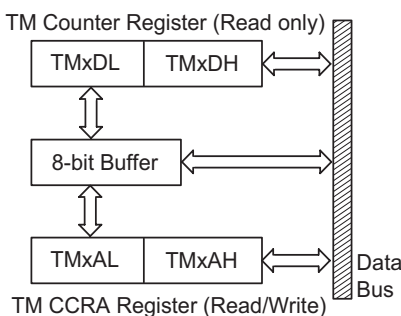 TM Counter Register (Read only)
TMxDL TMxDH
8-bit Buffer
TMxAL TMxAH
Data
Bus
TM CCRA Register (Read/Write)